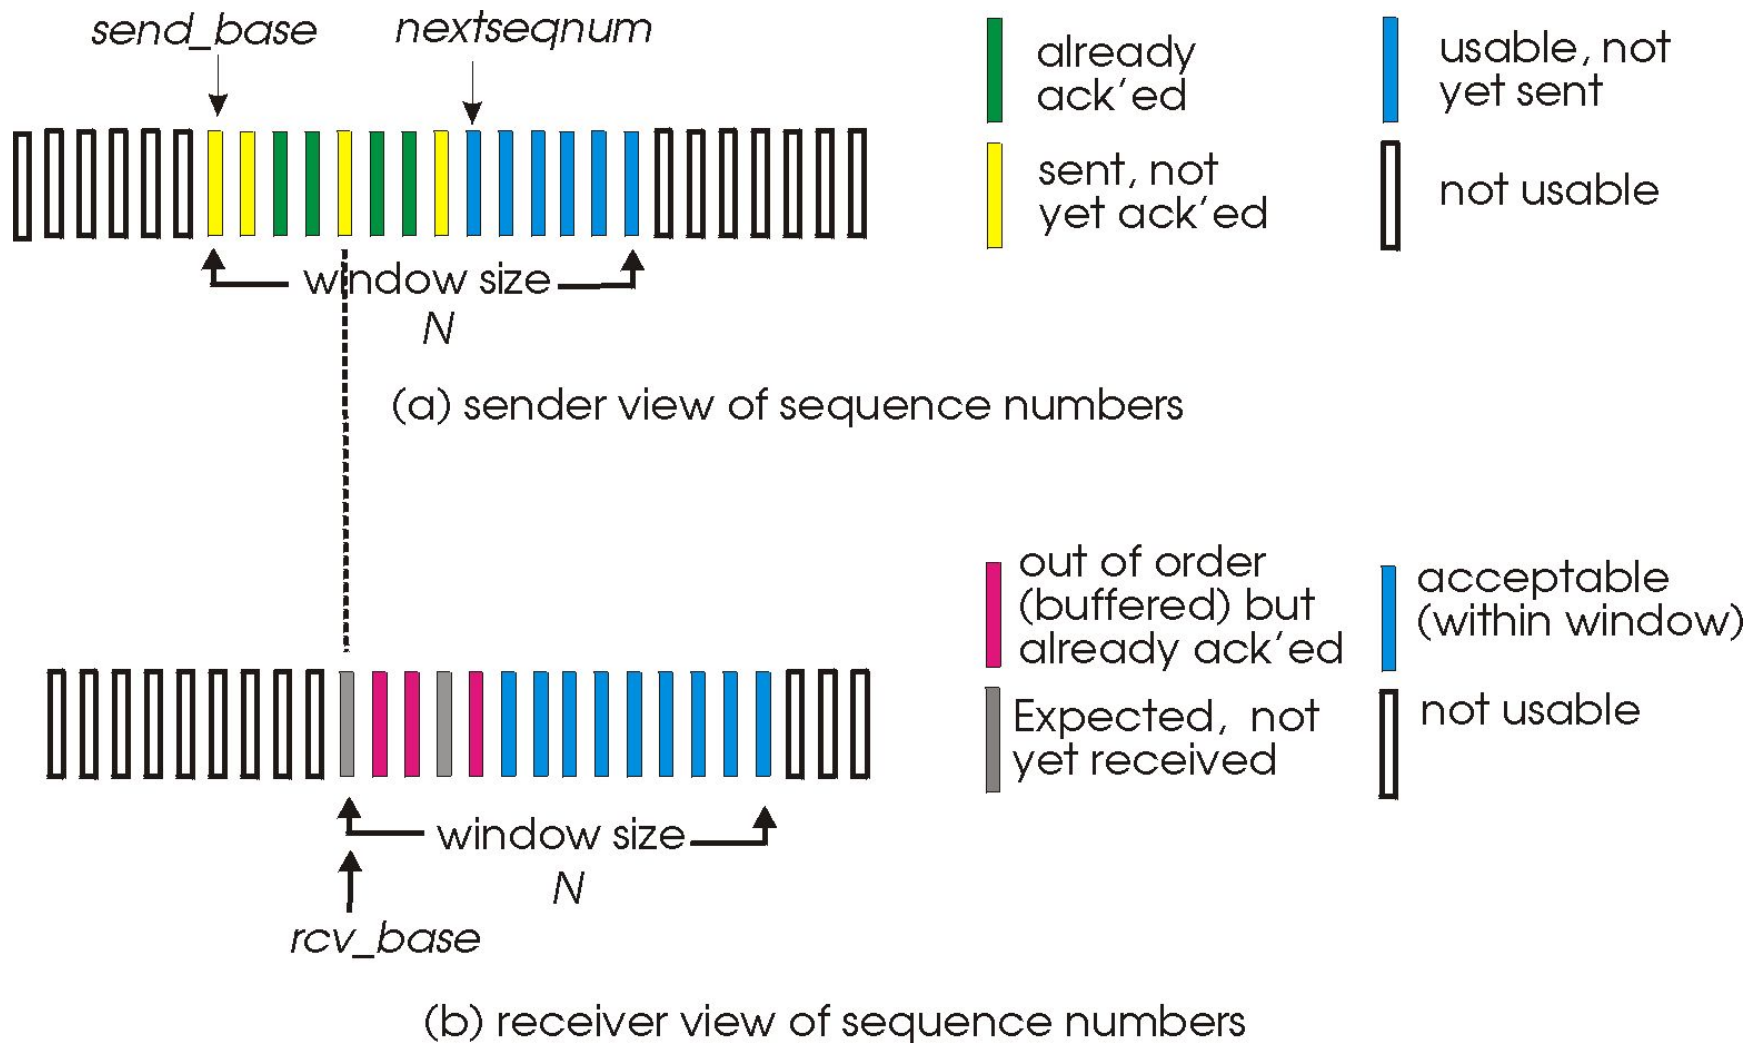 send_base
nextseqnum
already
ack'ed
usable, not
yet sent
sent, not
yet ack'ed
not usable
window size
N
(a) sender view of sequence numbers
out of order
(buffered) but
already ack'ed
acceptable
(within window)
Expected, not
yet received
not usable
window size
N
rcv_base
(b) receiver view of sequence numbers